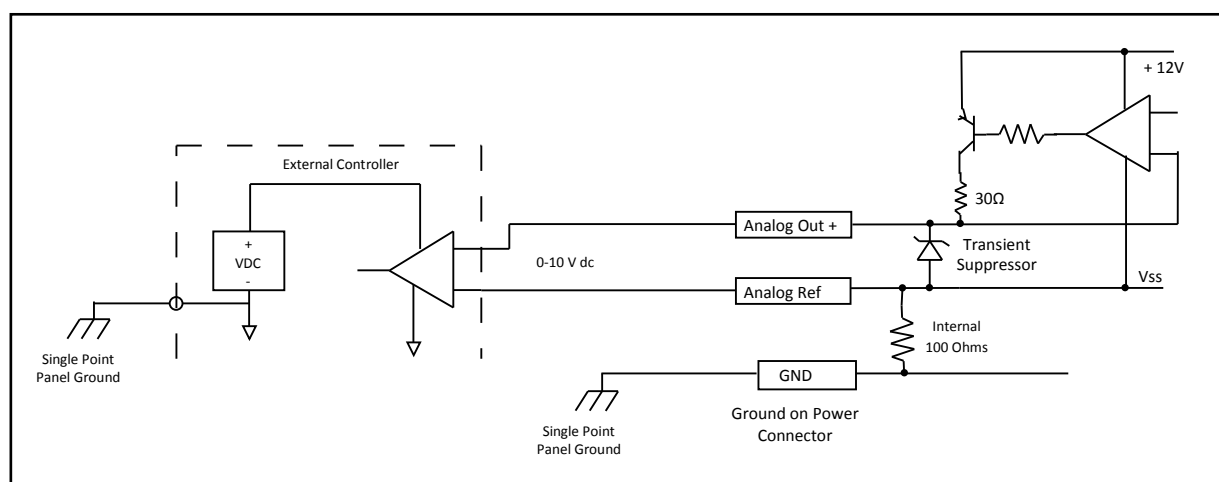 + 12V
External Controller
30Ω
Analog Out +
+
VDC
-
0-10 V dc
Transient
Suppressor
Analog Ref
Vss
Single Point
Panel Ground
Internal
100 Ohms
GND
Ground on Power
Connector
Single Point
Panel Ground